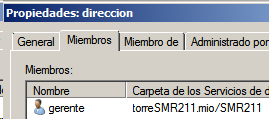 Propiedades: direccion
General Miembros Miembro de Administrado por
Miembros:
Nombre Carpeta de los Servicios de d
gerente torreSMR211.mio/SMR211